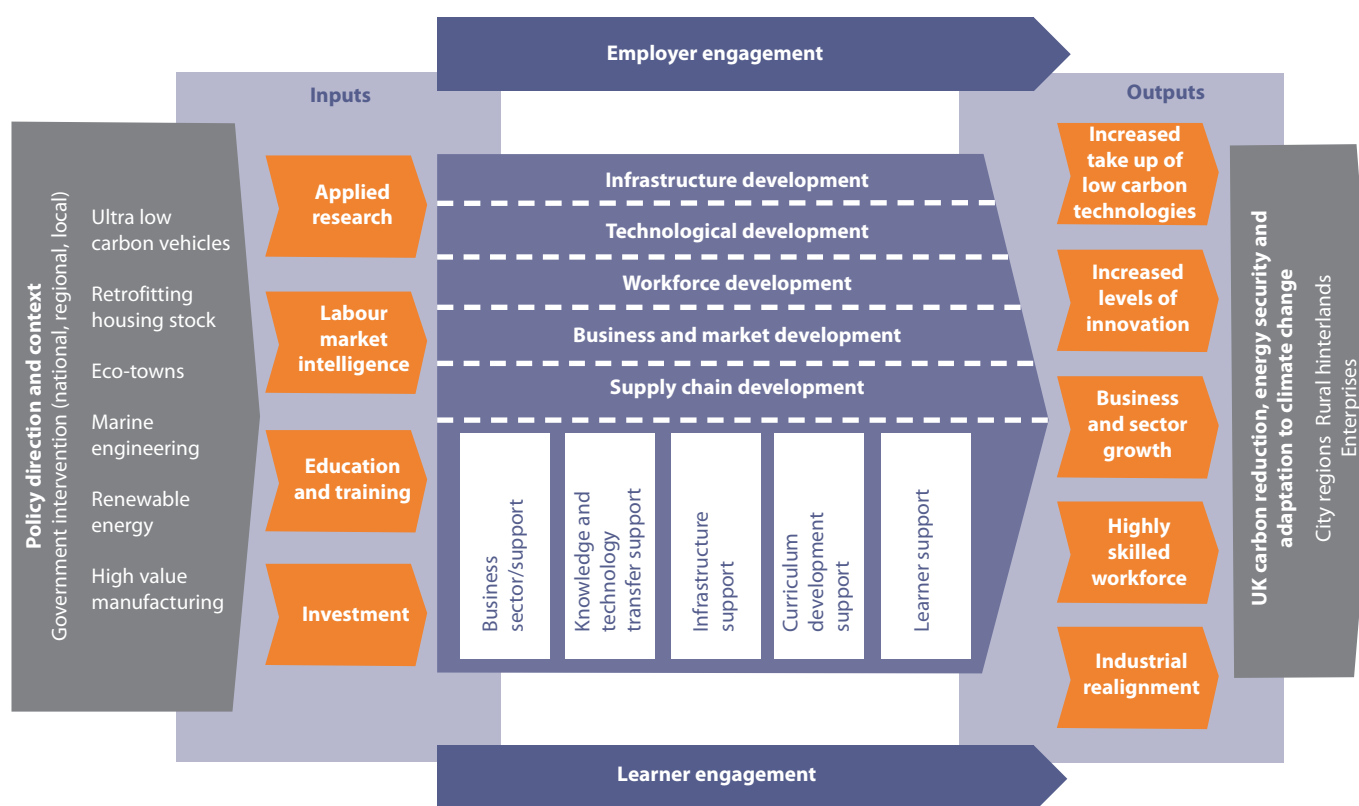 Employer engagement
Inputs
Outputs
Policy direction and context
Government intervention (national, regional, local)
Ultra low
carbon vehicles
Retrofitting
housing stock
Eco-towns
Marine
engineering
Renewable
energy
High value
manufacturing
Applied
research
Labour
market
intelligence
Education
and training
Investment
Infrastructure development
Technological development
Workforce development
Business and market development
Supply chain development
Business
sector/support
Knowledge and
technology
transfer support
Infrastructure
support
Curriculum
development
support
Learner support
Increased
take up of
low carbon
technologies
Increased
levels of
innovation
Business
and sector
growth
Highly
skilled
workforce
Industrial
realignment
UK carbon reduction, energy security and
adaptation to climate change
City regions Rural hinterlands
Enterprises
Learner engagement